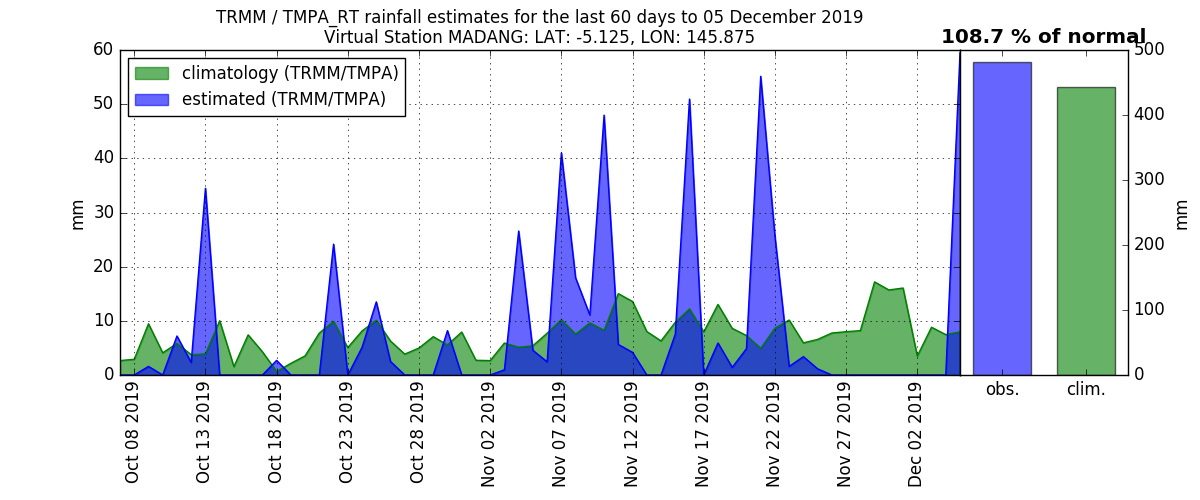 TRMM / TMPA_RT rainfall estimates for the last 60 days to 05 December 2019
Virtual Station MADANG: LAT: -5.125, LON: 145.875
108.7 % of normal
climatology (TRMM/TMPA)
estimated (TRMM/TMPA)
60
50
40
30
20
10
0
mm
Oct 08 2019
Oct 13 2019
Oct 18 2019
Oct 23 2019
Oct 28 2019
Nov 02 2019
Nov 07 2019
Nov 12 2019
Nov 17 2019
Nov 22 2019
Nov 27 2019
Dec 02 2019
obs.
clim.
500
400
300
200
100
0
mm